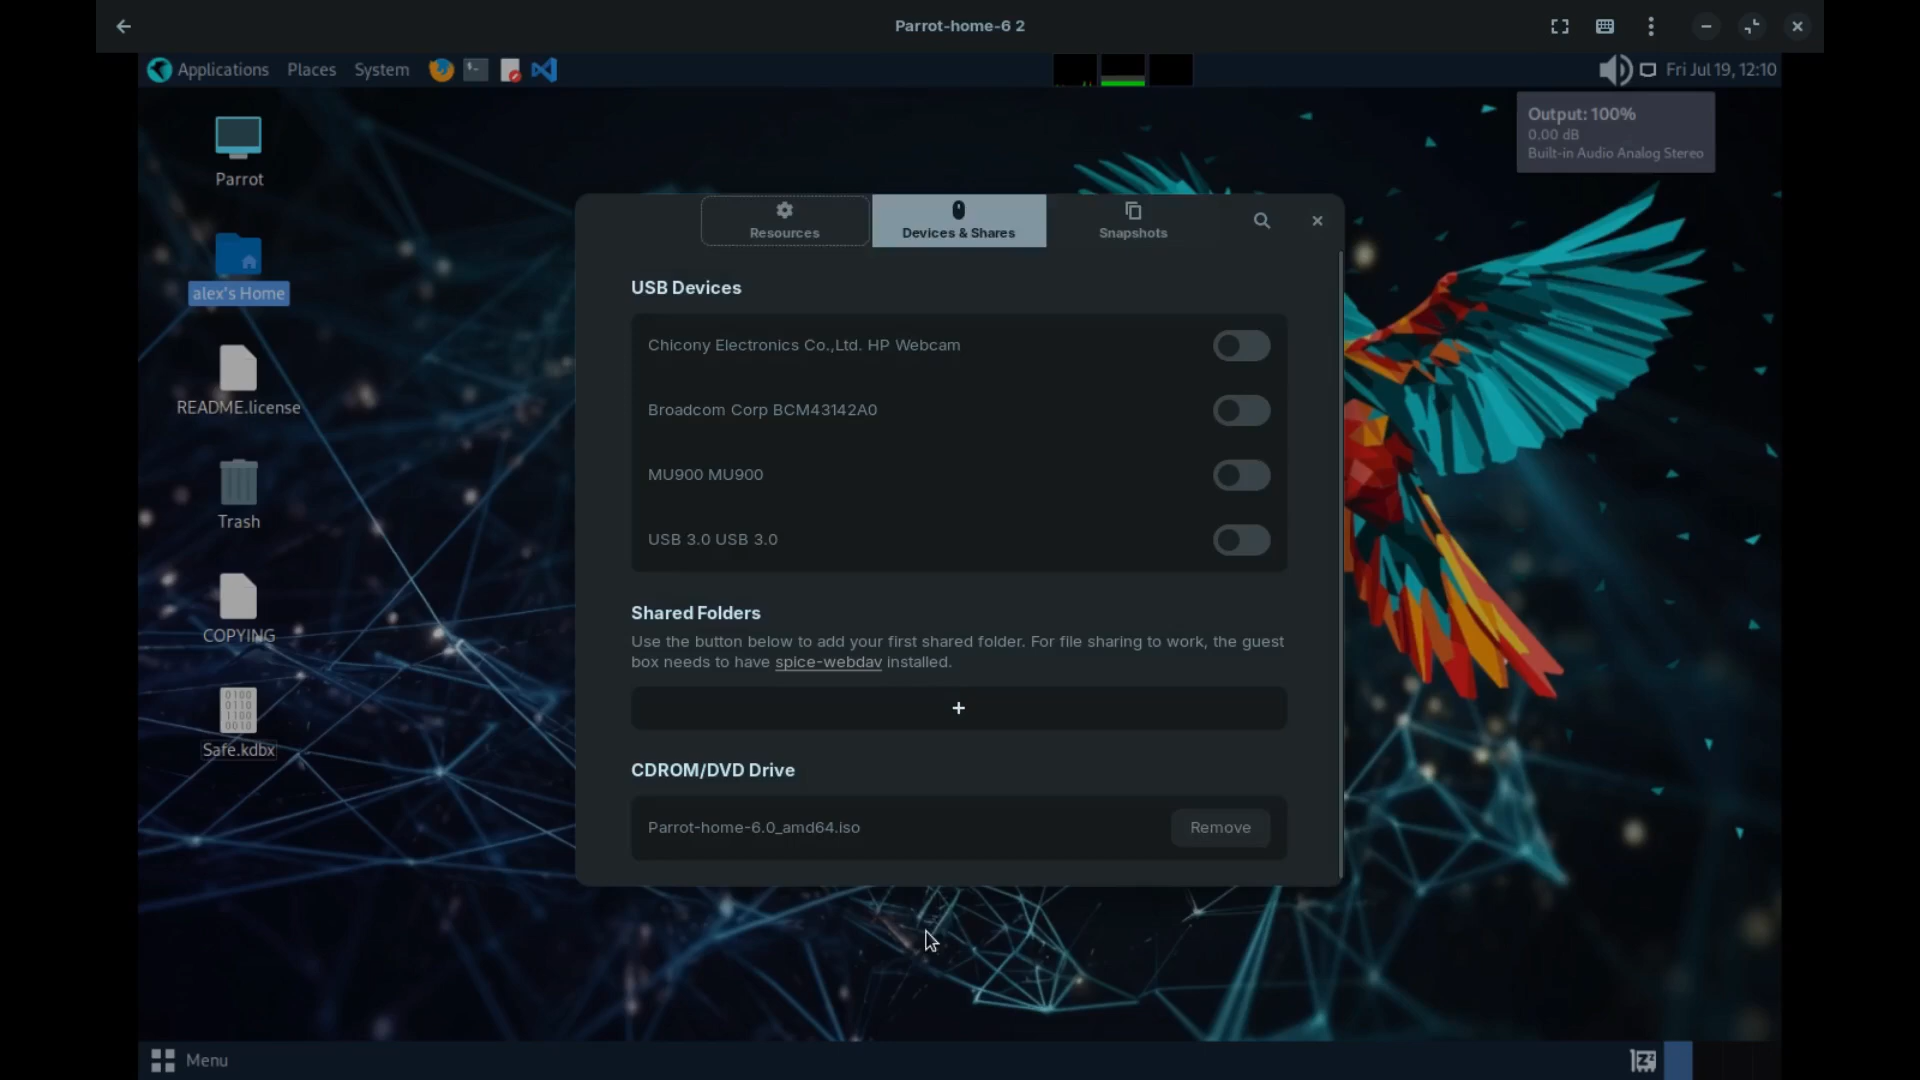 Parrot-home-6 2
Applications Places System
Fri Jul 19, 12:10
Output: 100%
0.00 dB
Built-in Audio Analog Stereo
Parrot
alex's Home
README.license
Trash
COPYING
0100
0110
1100
0010
Safe.kdbx
Resources
Devices & Shares
Snapshots
USB Devices
Chicony Electronics Co.,Ltd. HP Webcam
Broadcom Corp BCM43142A0
MU900 MU900
USB 3.0 USB 3.0
Shared Folders
Use the button below to add your first shared folder. For file sharing to work, the guest
box needs to have spice-webdav installed.
+
CDROM/DVD Drive
Parrot-home-6.0_amd64.iso
Remove
Menu